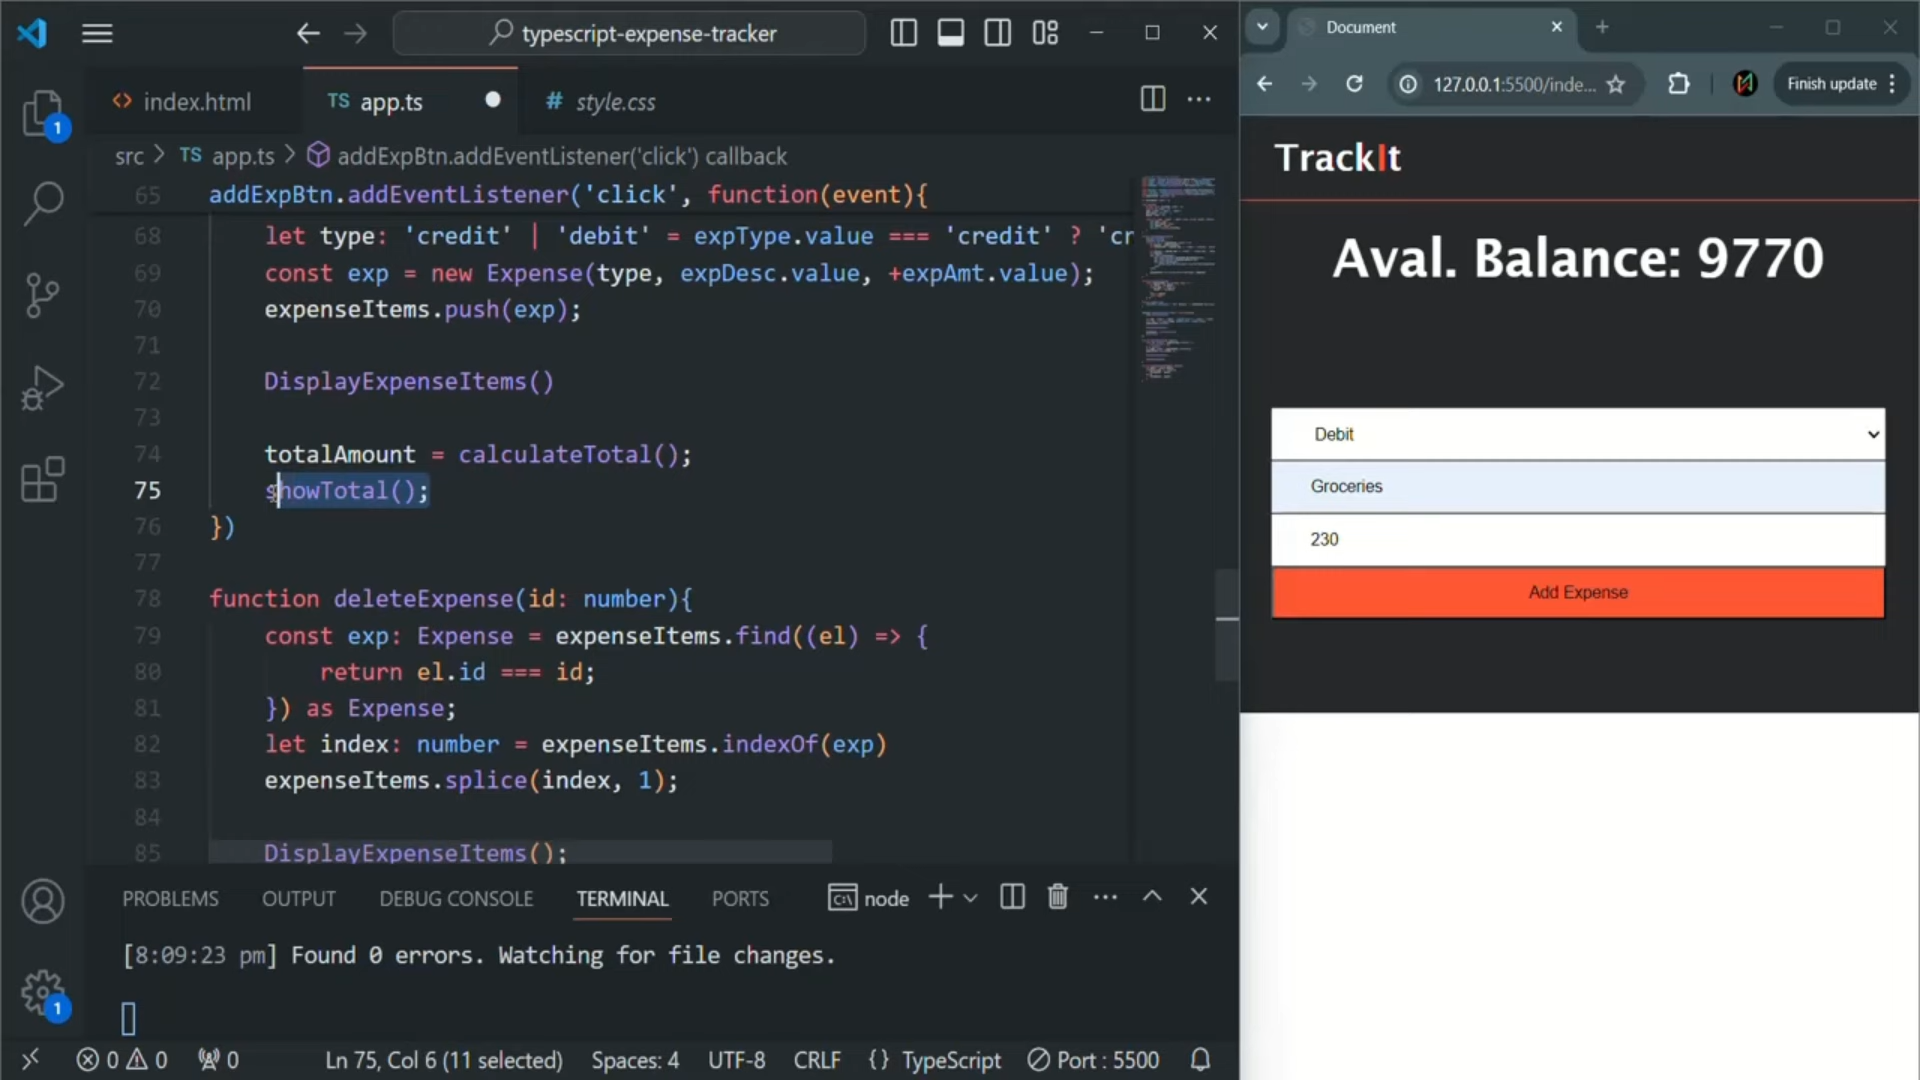 typescript-expense-tracker
index.html
TS app.ts
# style.css
src > TS app.ts > addExpBtn.addEventListener('click') callback
65 addExpBtn.addEventListener('click', function(event){
68 let type: 'credit' | 'debit' = expType.value === 'credit' ? 'cr
69 const exp = new Expense(type, expDesc.value, +expAmt.value);
70 expenseItems.push(exp);
71
72 DisplayExpenseItems()
73
74 totalAmount = calculateTotal();
75 showTotal();
76 })
77
78 function deleteExpense(id: number){
79 const exp: Expense = expenseItems.find((el) => {
80 return el.id === id;
81 }) as Expense;
82 let index: number = expenseItems.indexOf(exp)
83 expenseItems.splice(index, 1);
84
85 DisplayExpenseItems();
PROBLEMS OUTPUT DEBUG CONSOLE TERMINAL PORTS node
[8:09:23 pm] Found 0 errors. Watching for file changes.
1
1
0 0 0 Ln 75, Col 6 (11 selected) Spaces: 4 UTF-8 CRLF {} TypeScript Port : 5500
Document
127.0.0.1:5500/inde...
Finish update
TrackIt
Aval. Balance: 9770
Debit
Groceries
230
Add Expense